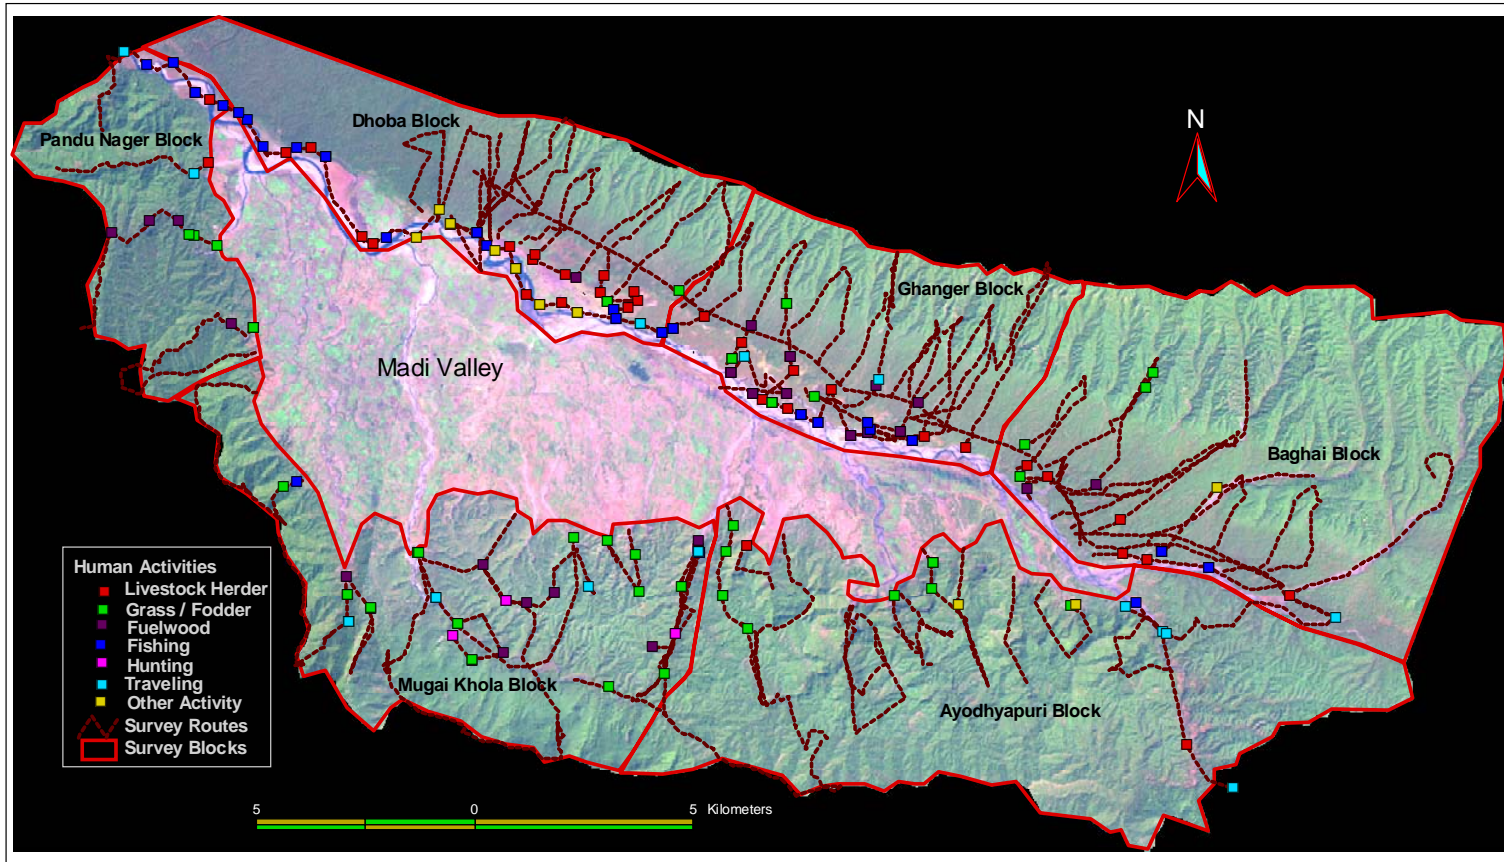 N
Dhoba Block
Pandu Nager Block
Ghanger Block
Madi Valley
Baghai Block
Human Activities
Livestock Herder
Grass / Fodder
Fuelwood
Fishing
Hunting
Traveling
Other Activity
Survey Routes
Survey Blocks
Mugai Khola Block
Ayodhyapuri Block
5 0 5 Kilometers